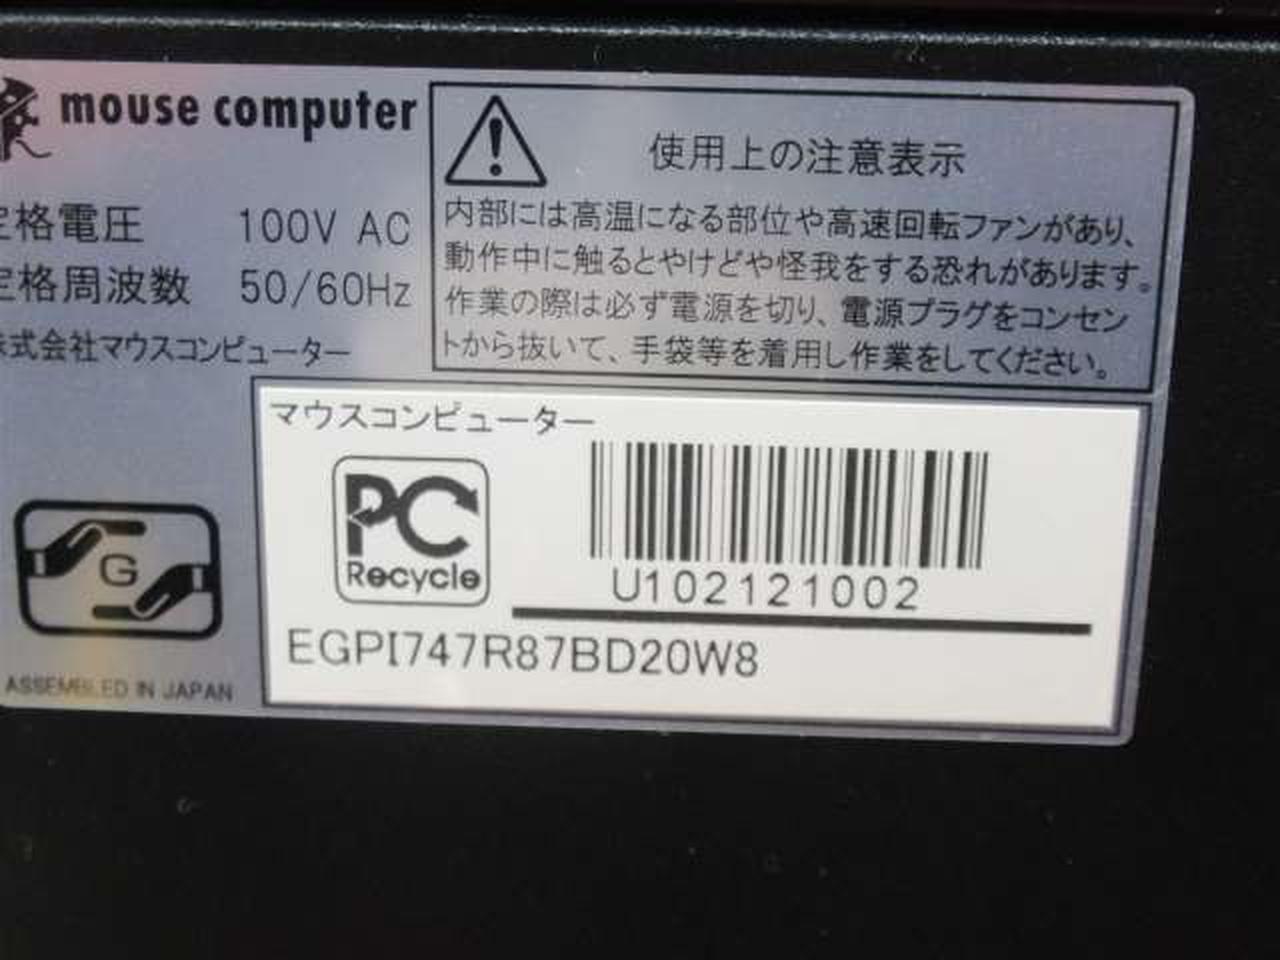 mouse computer
定格電圧 100V AC
定格周波数 50/60Hz
株式会社マウスコンピューター
使用上の注意表示
内部には高温になる部位や高速回転ファンがあり、
動作中に触るとやけどや怪我をする恐れがあります。
作業の際は必ず電源を切り、電源プラグをコンセン
トから抜いて、手袋等を着用し作業をしてください。
マウスコンピューター
PC
Recycle
U102121002
EGPI747R87BD20W8
G
ASSEMBLED IN JAPAN